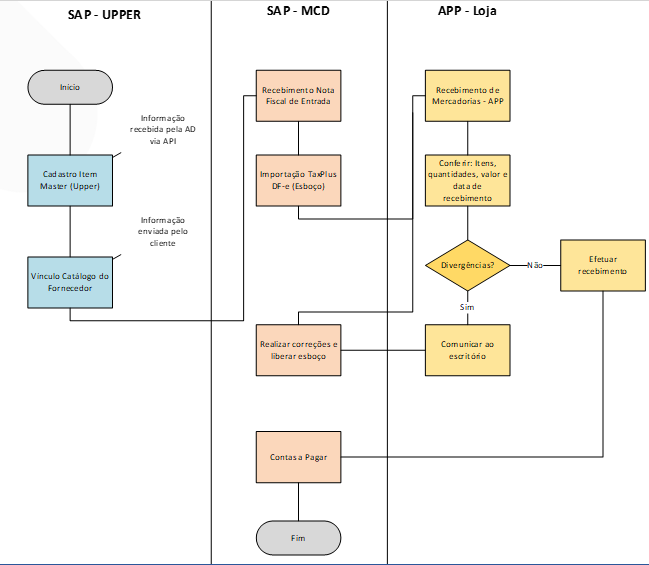 SAP - UPPER
SAP - MCD
APP - Loja
Início
Informação
recebida pela AD
via API
Cadastro Item
Master (Upper)
Informação
enviada pelo
cliente
Vínculo Catálogo do
Fornecedor
Recebimento Nota
Fiscal de Entrada
Importação TaxPlus
DF-e (Esboço)
Realizar correções e
liberar esboço
Contas a Pagar
Fim
Recebimento de
Mercadorias - APP
Conferir: Itens,
quantidades, valor e
data de
recebimento
Divergências?
Não
Efetuar
recebimento
Sim
Comunicar ao
escritório